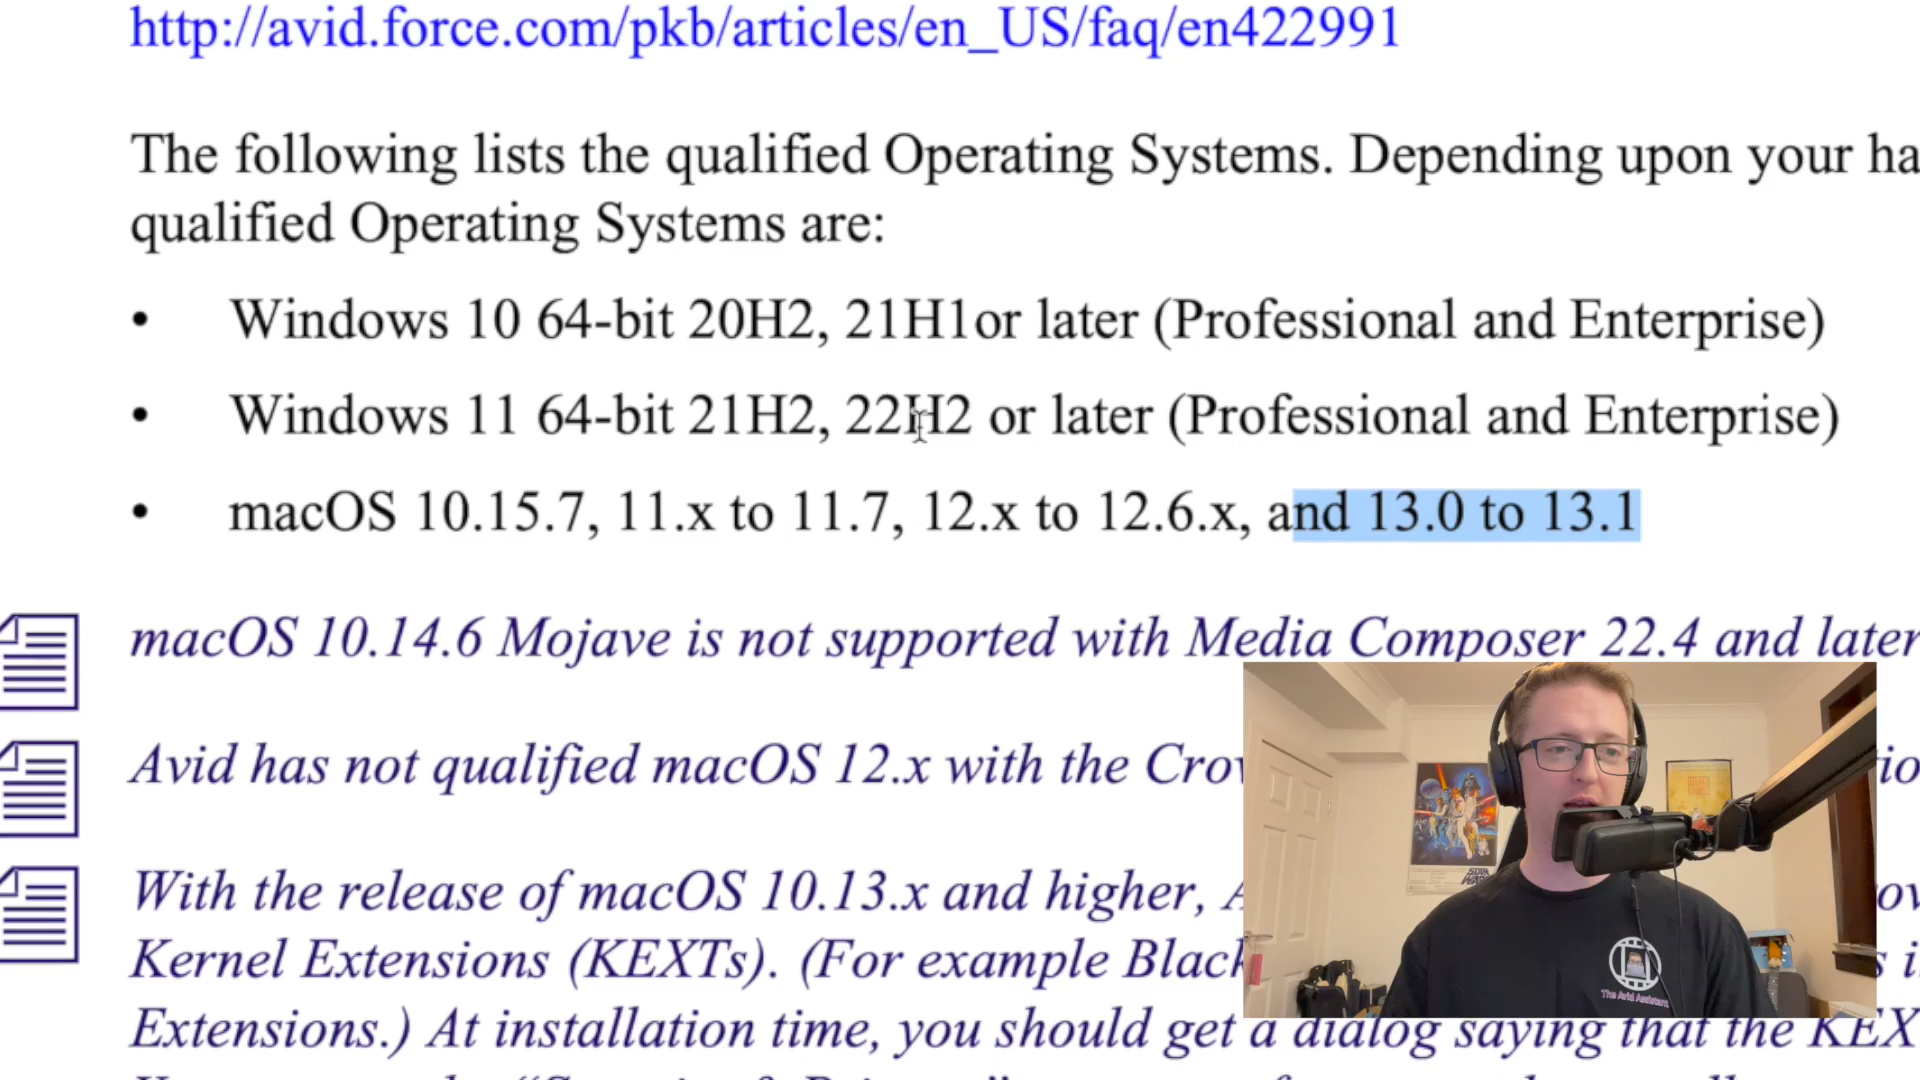 http://avid.force.com/pkb/articles/en_US/faq/en422991
The following lists the qualified Operating Systems. Depending upon your ha
qualified Operating Systems are:
• Windows 10 64-bit 20H2, 21H1or later (Professional and Enterprise)
• Windows 11 64-bit 21H2, 22H2 or later (Professional and Enterprise)
• macOS 10.15.7, 11.x to 11.7, 12.x to 12.6.x, and 13.0 to 13.1
macOS 10.14.6 Mojave is not supported with Media Composer 22.4 and later
Avid has not qualified macOS 12.x with the Cro
With the release of macOS 10.13.x and higher,
Kernel Extensions (KEXTs). (For example Black
Extensions.) At installation time, you should get a dialog saying that the KEX
STAR WARS
The Avid Assistant